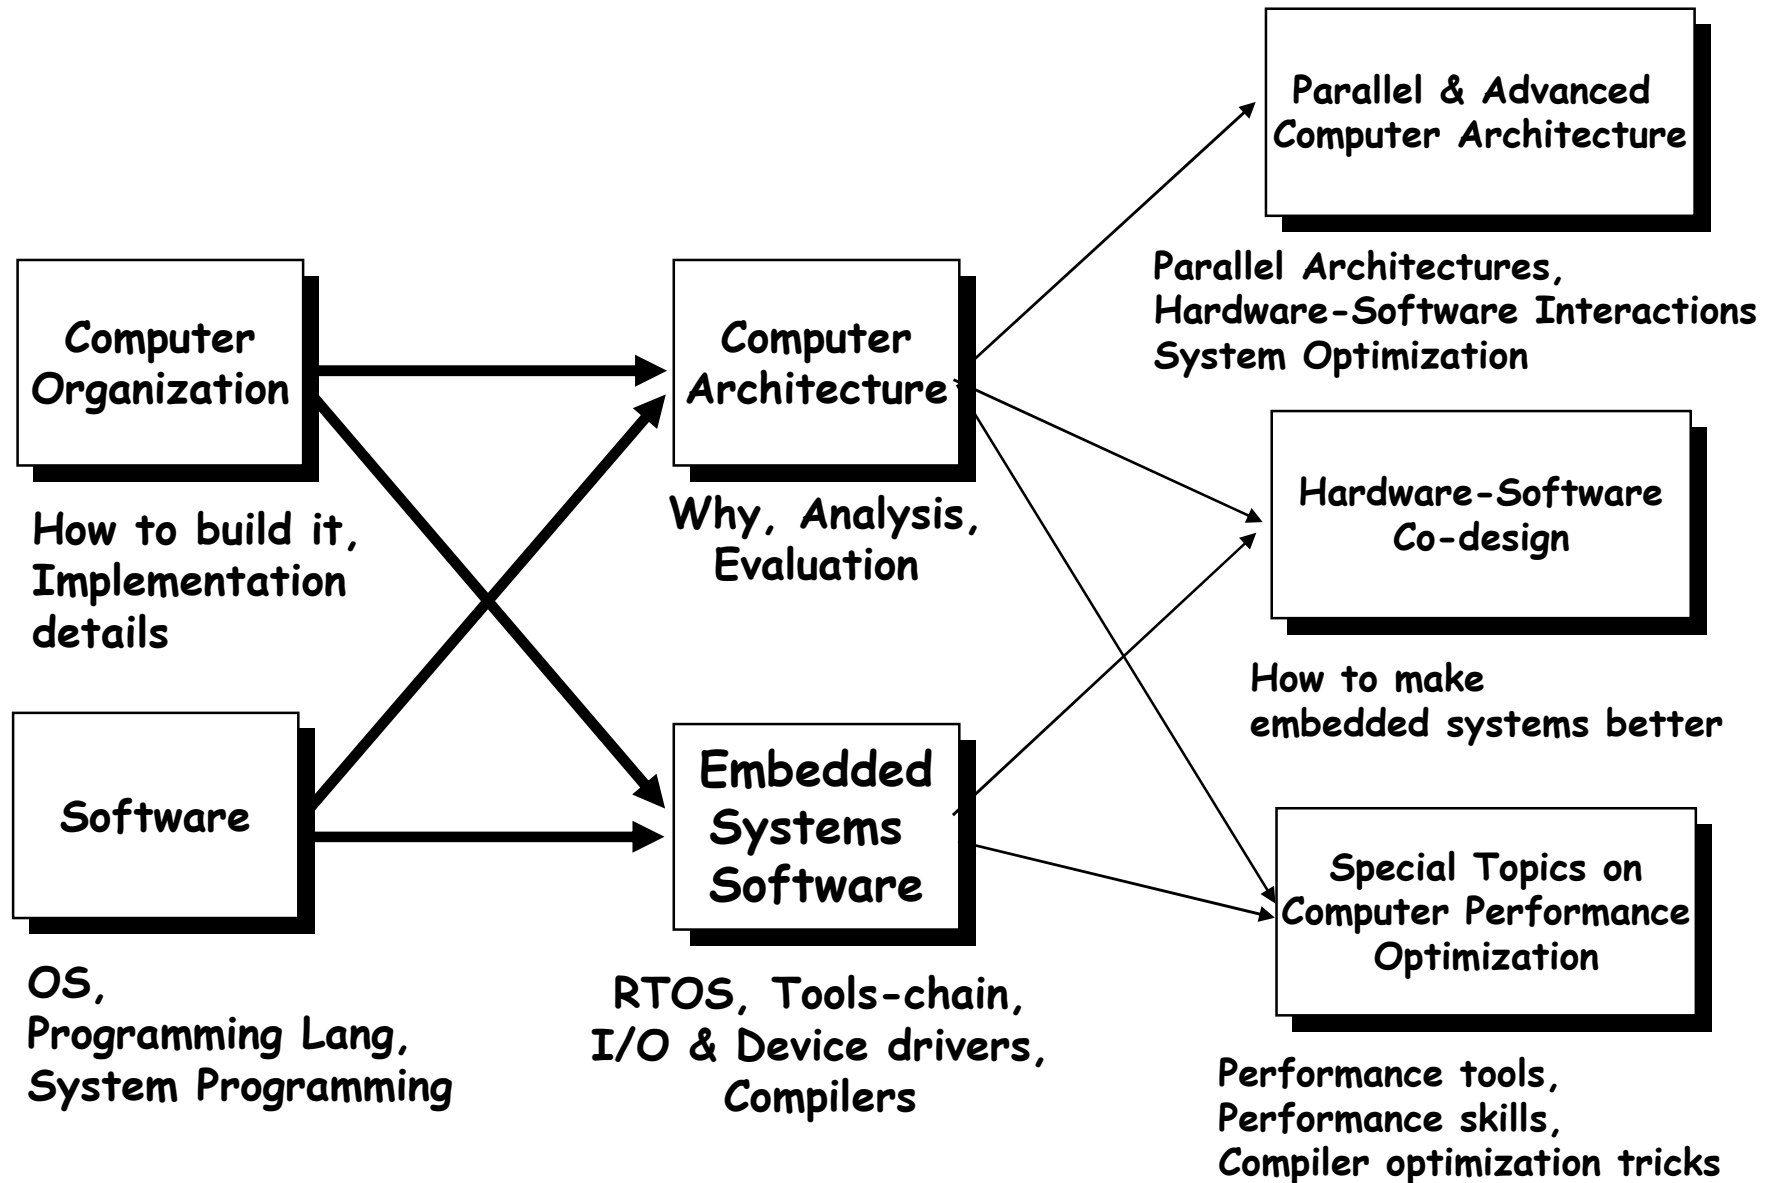 Computer
Organization
How to build it,
Implementation
details
Software
OS,
Programming Lang,
System Programming
Computer
Architecture
Why, Analysis,
Evaluation
Embedded
Systems
Software
RTOS, Tools-chain,
I/O & Device drivers,
Compilers
Parallel & Advanced
Computer Architecture
Parallel Architectures,
Hardware-Software Interactions
System Optimization
Hardware-Software
Co-design
How to make
embedded systems better
Special Topics on
Computer Performance
Optimization
Performance tools,
Performance skills,
Compiler optimization tricks